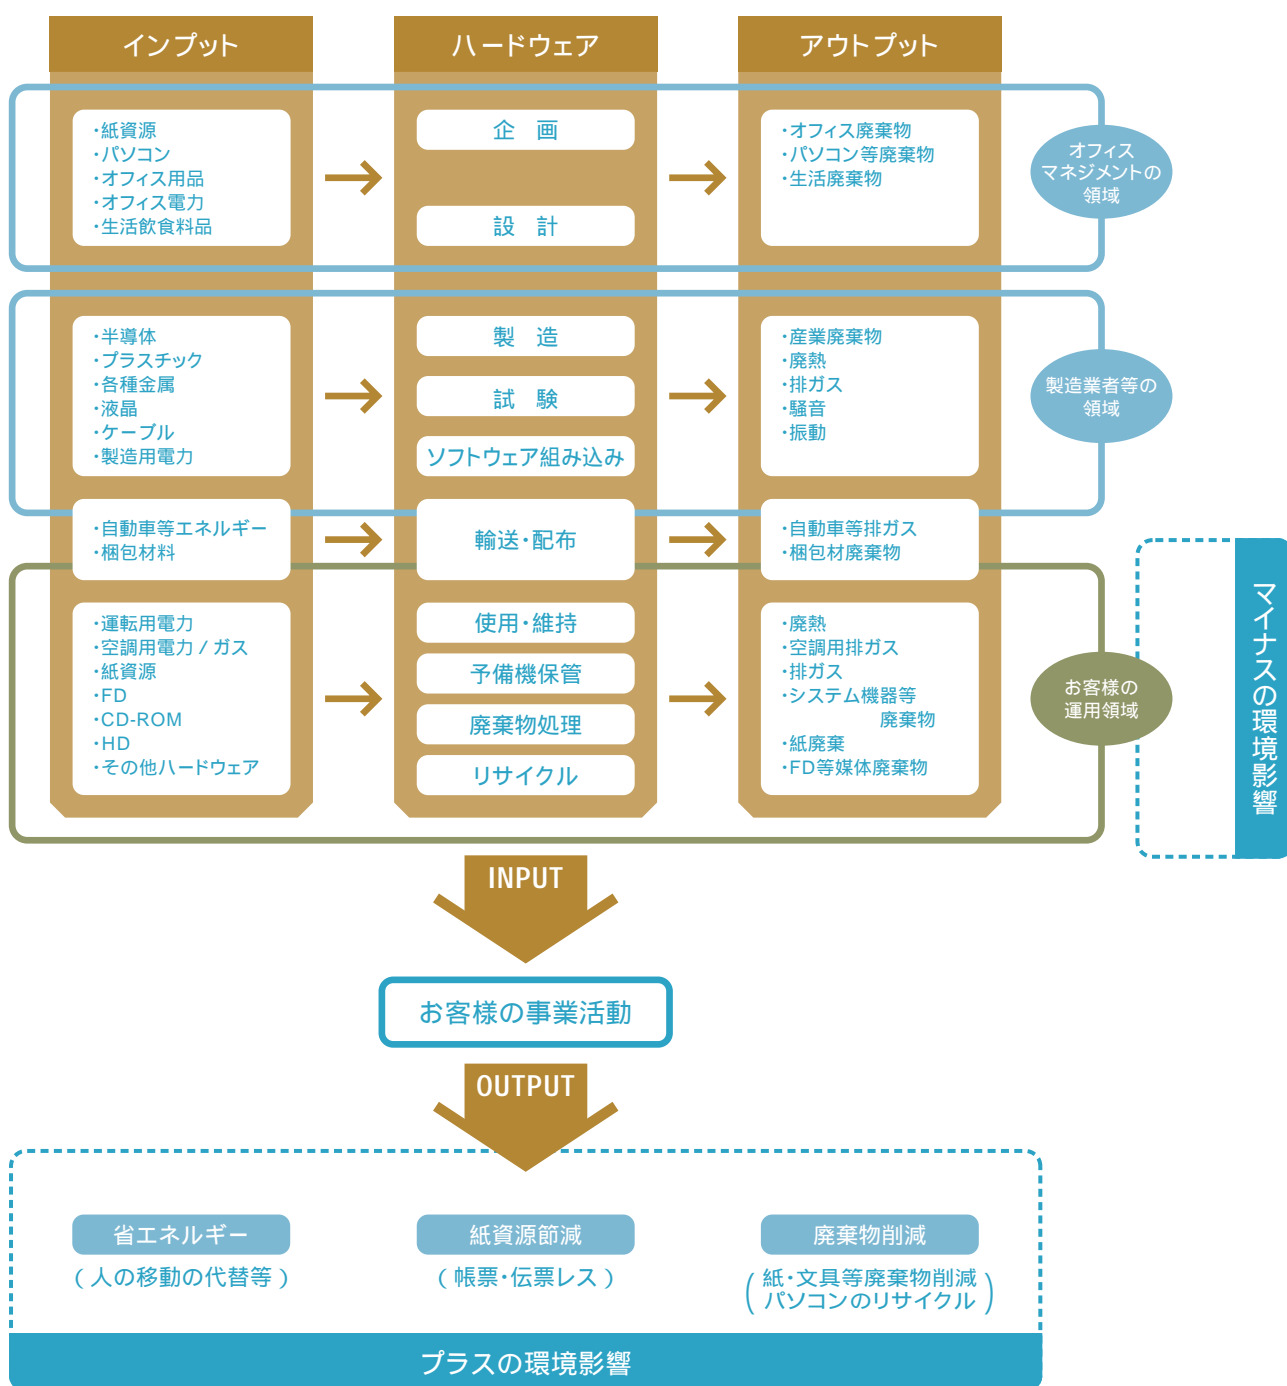 インプット
ハードウェア
アウトプット
・紙資源
・パソコン
・オフィス用品
・オフィス電力
・生活飲食料品
企　画
設　計
・オフィス廃棄物
・パソコン等廃棄物
・生活廃棄物
オフィス
マネジメントの
領域
・半導体
・プラスチック
・各種金属
・液晶
・ケーブル
・製造用電力
製　造
試　験
ソフトウェア組み込み
・産業廃棄物
・廃熱
・排ガス
・騒音
・振動
製造業者等の
領域
・自動車等エネルギー
・梱包材料
輸送・配布
・自動車等排ガス
・梱包材廃棄物
・運転用電力
・空調用電力 / ガス
・紙資源
・FD
・CD-ROM
・HD
・その他ハードウェア
使用・維持
予備機保管
廃棄物処理
リサイクル
・廃熱
・空調用排ガス
・排ガス
・システム機器等
廃棄物
・紙廃棄
・FD等媒体廃棄物
お客様の
運用領域
マイナスの環境影響
INPUT
お客様の事業活動
OUTPUT
省エネルギー
（人の移動の代替等）
紙資源節減
（帳票・伝票レス）
廃棄物削減
（紙・文具等廃棄物削減
パソコンのリサイクル）
プラスの環境影響